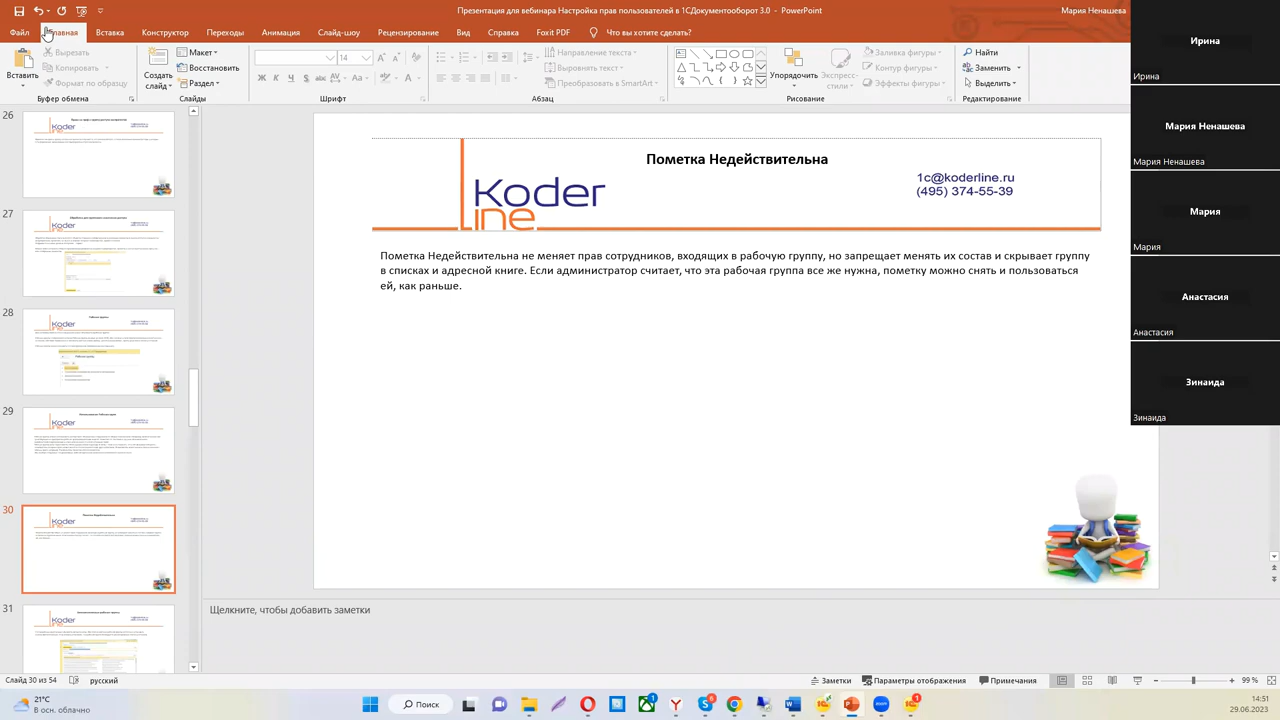 Презентация для вебинара Настройка прав пользователей в 1СДокументооборот 3.0 - PowerPoint
Мария Ненашева
Файл
Главная
Вставка
Конструктор
Переходы
Анимация
Слайд-шоу
Рецензирование
Вид
Справка
Foxit PDF
Что вы хотите сделать?
Вставить
Вырезать
Копировать
Формат по образцу
Буфер обмена
Создать слайд
Макет
Восстановить
Раздел
Слайды
14
Ж К Ч S
Шрифт
Направление текста
Выровнять текст
Преобразовать в SmartArt
Абзац
Упорядочить
Экспресс-стили
Заливка фигуры
Контур фигуры
Эффекты фигуры
Рисование
Найти
Заменить
Выделить
Редактирование
26
27
28
29
30
31
Пометка Недействительна
Koder
line
1c@koderline.ru
(495) 374-55-39
Пометка Недействительна не меняет прав сотрудников, входящих в рабочую группу, но запрещает менять их состав и скрывает группу
в списках и адресной книге. Если администратор считает, что эта рабочая группа все же нужна, пометку можно снять и пользоваться
ей, как раньше.
Щелкните, чтобы добавить заметки
Ирина
Ирина
Мария Ненашева
Мария Ненашева
Мария
Мария
Анастасия
Анастасия
Зинаида
Зинаида
Слайд 30 из 54
русский
Заметки
Параметры отображения
Примечания
99 %
21°C
В осн. облачно
Поиск
14:51
29.06.2023